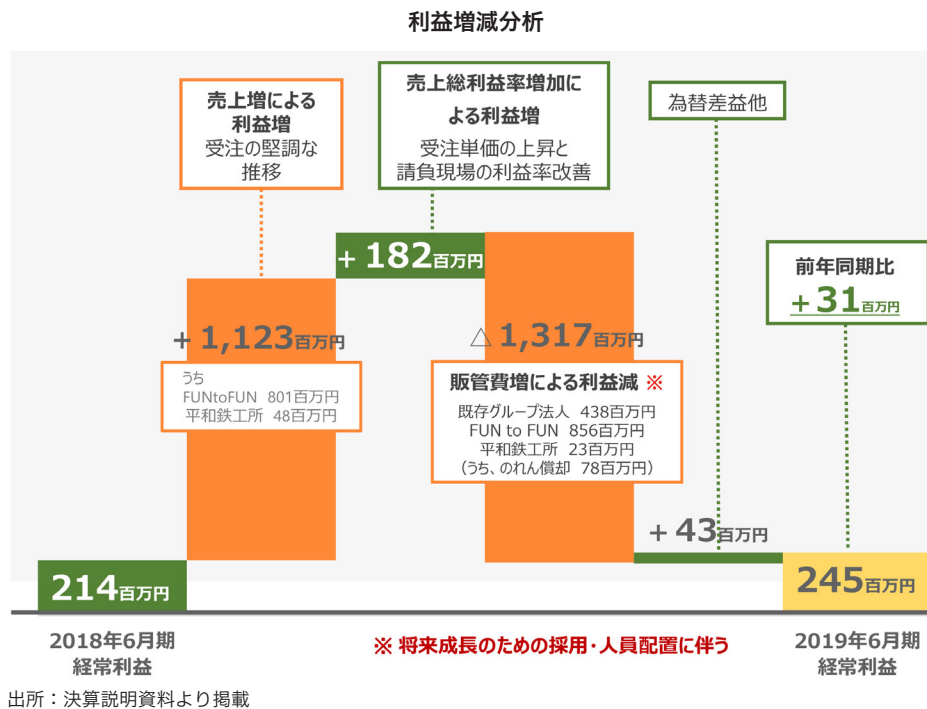 利益増減分析
売上増による
利益増
受注の堅調な
推移
売上総利益率増加に
よる利益増
受注単価の上昇と
請負現場の利益率改善
為替差益他
+ 182百万円
前年同期比
+31百万円
+ 1,123百万円
うち
FUNtoFUN 801百万円
平和鉄工所 48百万円
△ 1,317百万円
販管費増による利益減 ※
既存グループ法人 438百万円
FUN to FUN 856百万円
平和鉄工所 23百万円
(うち、のれん償却 78百万円)
+ 43百万円
214百万円
245百万円
2018年6月期
経常利益
※ 将来成長のための採用・人員配置に伴う
2019年6月期
経常利益
出所：決算説明資料より掲載